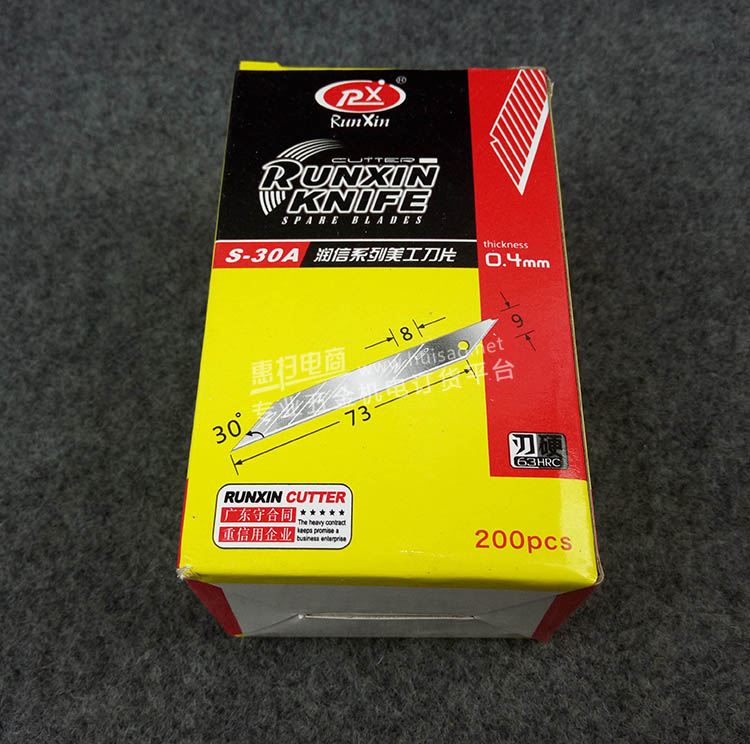 RX ®
RunXin
CUTTER
RUNXIN
KNIFE
SPARE BLADES
S-30A 润信系列美工刀片
thickness
0.4mm
8
9
73
30°
惠扫电商
www.huisao.net
专业五金机电订货平台
刃硬
63HRC
RUNXIN CUTTER
广东守合同
重信用企业
★★★★★
The heavy contract
keeps promise a
business enterprise
200pcs